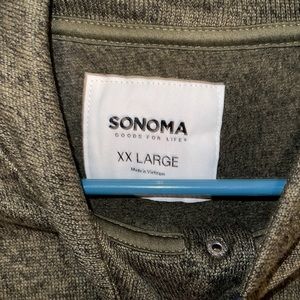 SONOMA
GOODS FOR LIFE
XX LARGE
Made in Vietnam